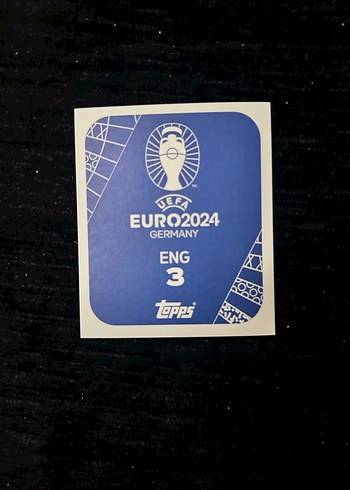 UEFA
EURO2024
GERMANY
ENG
3
topps